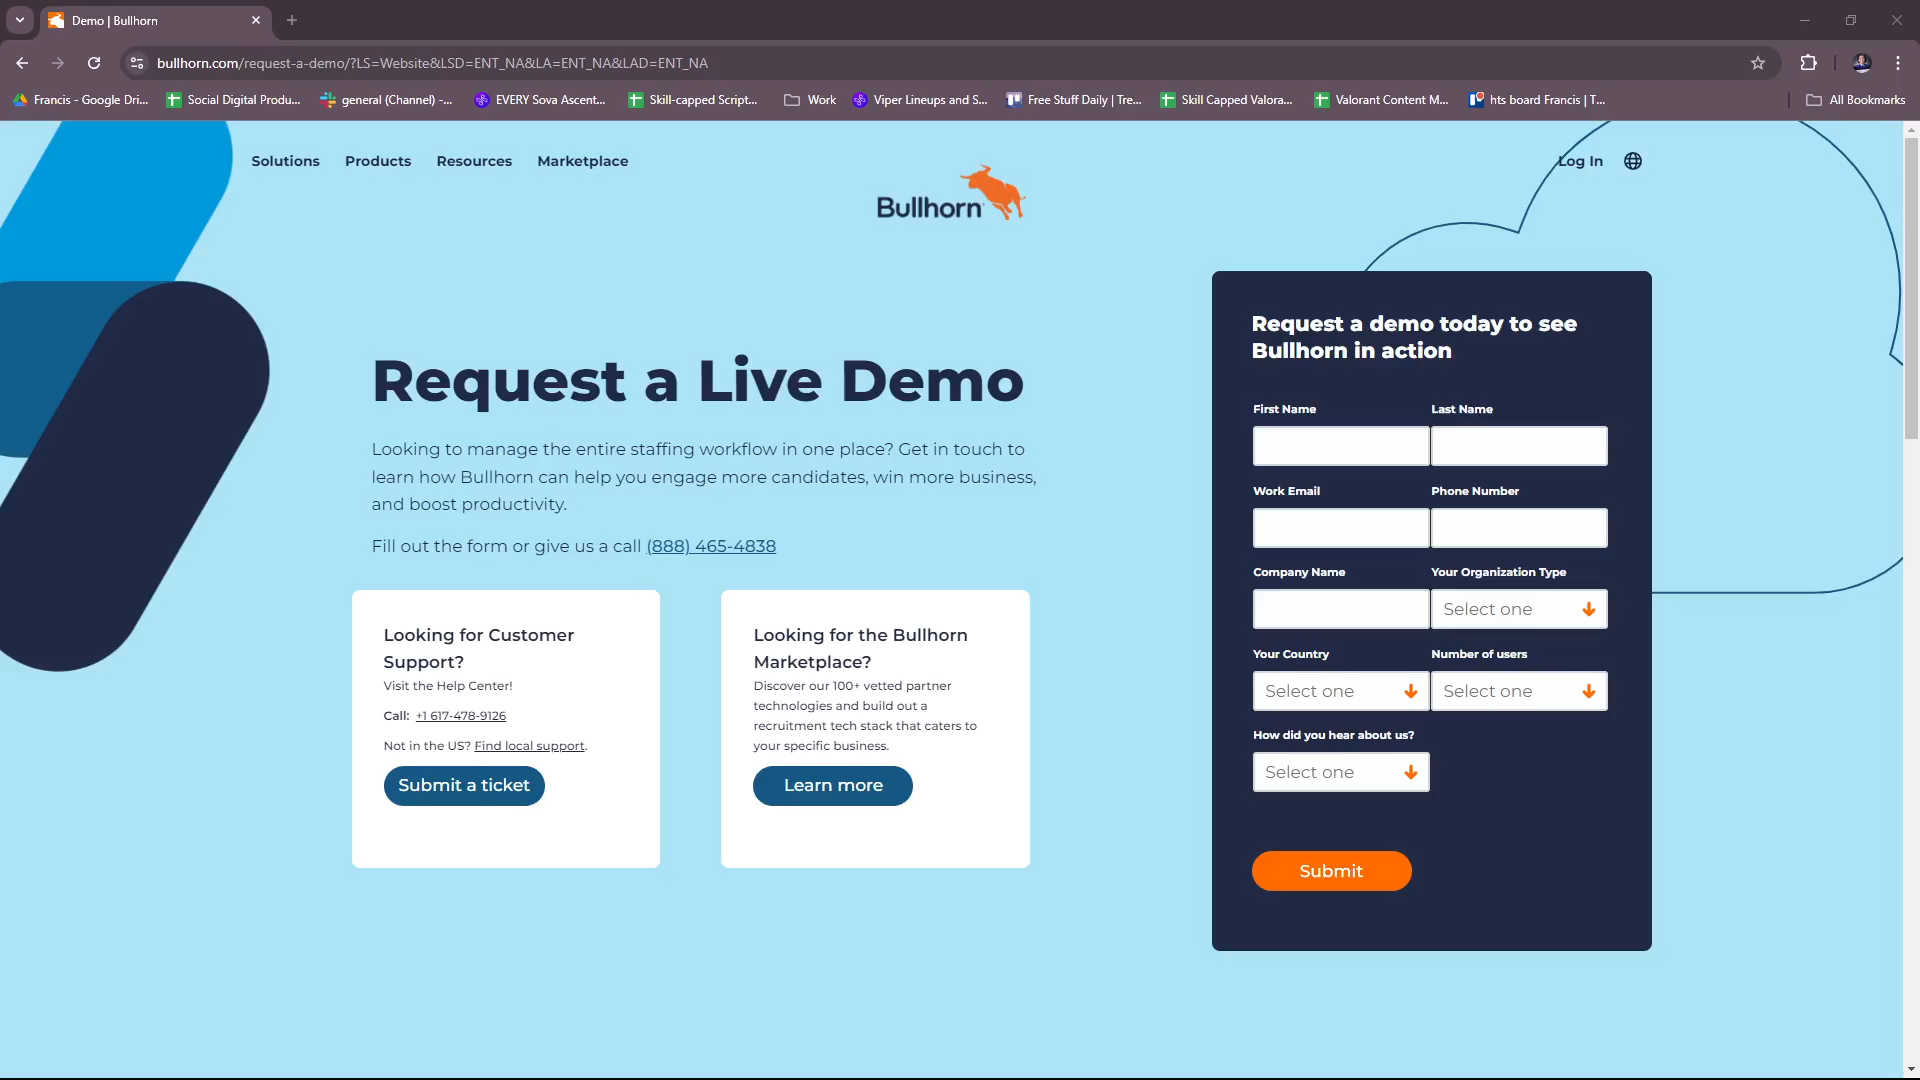 Demo | Bullhorn
bullhorn.com/request-a-demo/?LS=Website&LSD=ENT_NA&LA=ENT_NA&LAD=ENT_NA
Francis - Google Dri...
Social Digital Produ...
general (Channel) -...
EVERY Sova Ascent...
Skill-capped Script...
Work
Viper Lineups and S...
Free Stuff Daily | Tre...
Skill Capped Valora...
Valorant Content M...
hts board Francis | T...
All Bookmarks
Solutions
Products
Resources
Marketplace
Bullhorn
Log In
Request a Live Demo
Looking to manage the entire staffing workflow in one place? Get in touch to
learn how Bullhorn can help you engage more candidates, win more business,
and boost productivity.
Fill out the form or give us a call (888) 465-4838
Looking for Customer
Support?
Visit the Help Center!
Call: +1 617-478-9126
Not in the US? Find local support.
Submit a ticket
Looking for the Bullhorn
Marketplace?
Discover our 100+ vetted partner
technologies and build out a
recruitment tech stack that caters to
your specific business.
Learn more
Request a demo today to see
Bullhorn in action
First Name
Last Name
Work Email
Phone Number
Company Name
Your Organization Type
Select one
Your Country
Number of users
Select one
Select one
How did you hear about us?
Select one
Submit